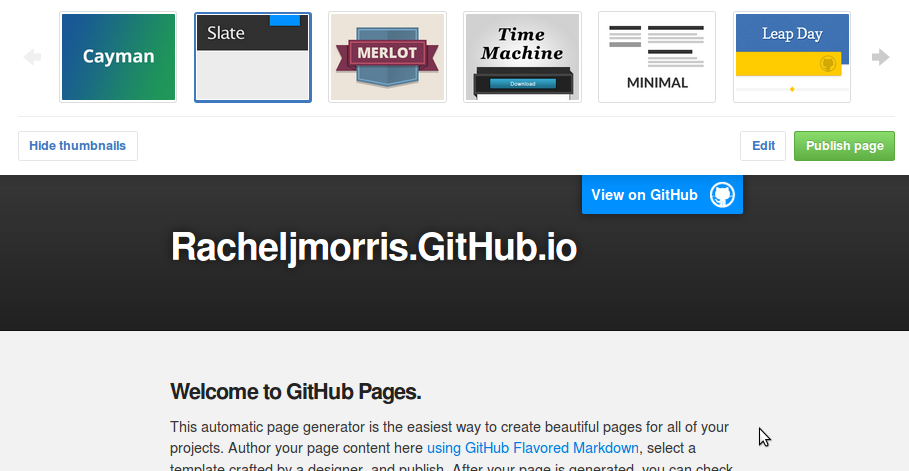 Cayman
Slate
MERLOT
Time
Machine
Download
MINIMAL
Leap Day
Hide thumbnails
Edit
Publish page
View on GitHub
Racheljmorris.GitHub.io
Welcome to GitHub Pages.
This automatic page generator is the easiest way to create beautiful pages for all of your
projects. Author your page content here using GitHub Flavored Markdown, select a
template crafted by a designer, and publish. After your page is generated, you can check